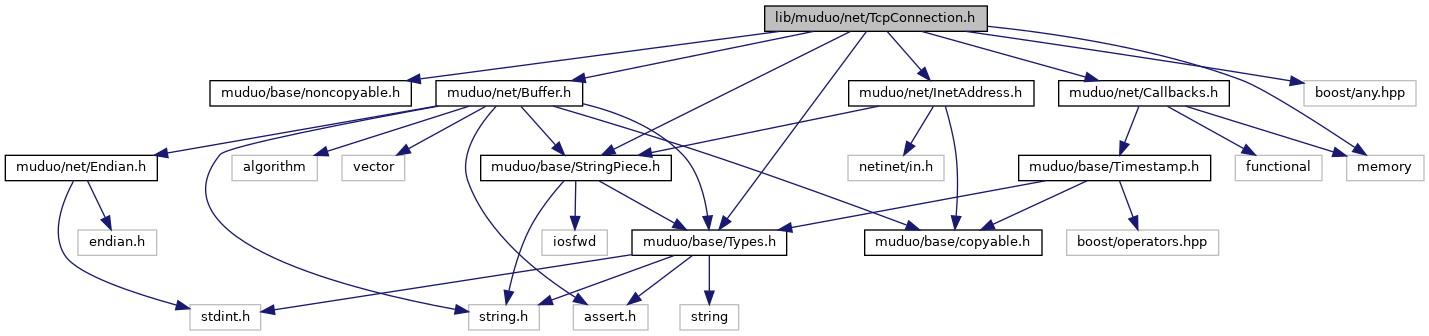 lib/muduo/net/TcpConnection.h
muduo/base/noncopyable.h
muduo/net/Buffer.h
muduo/net/InetAddress.h
muduo/net/Callbacks.h
boost/any.hpp
muduo/net/Endian.h
algorithm
vector
muduo/base/StringPiece.h
netinet/in.h
muduo/base/Timestamp.h
functional
memory
endian.h
iosfwd
muduo/base/Types.h
muduo/base/copyable.h
boost/operators.hpp
stdint.h
string.h
assert.h
string